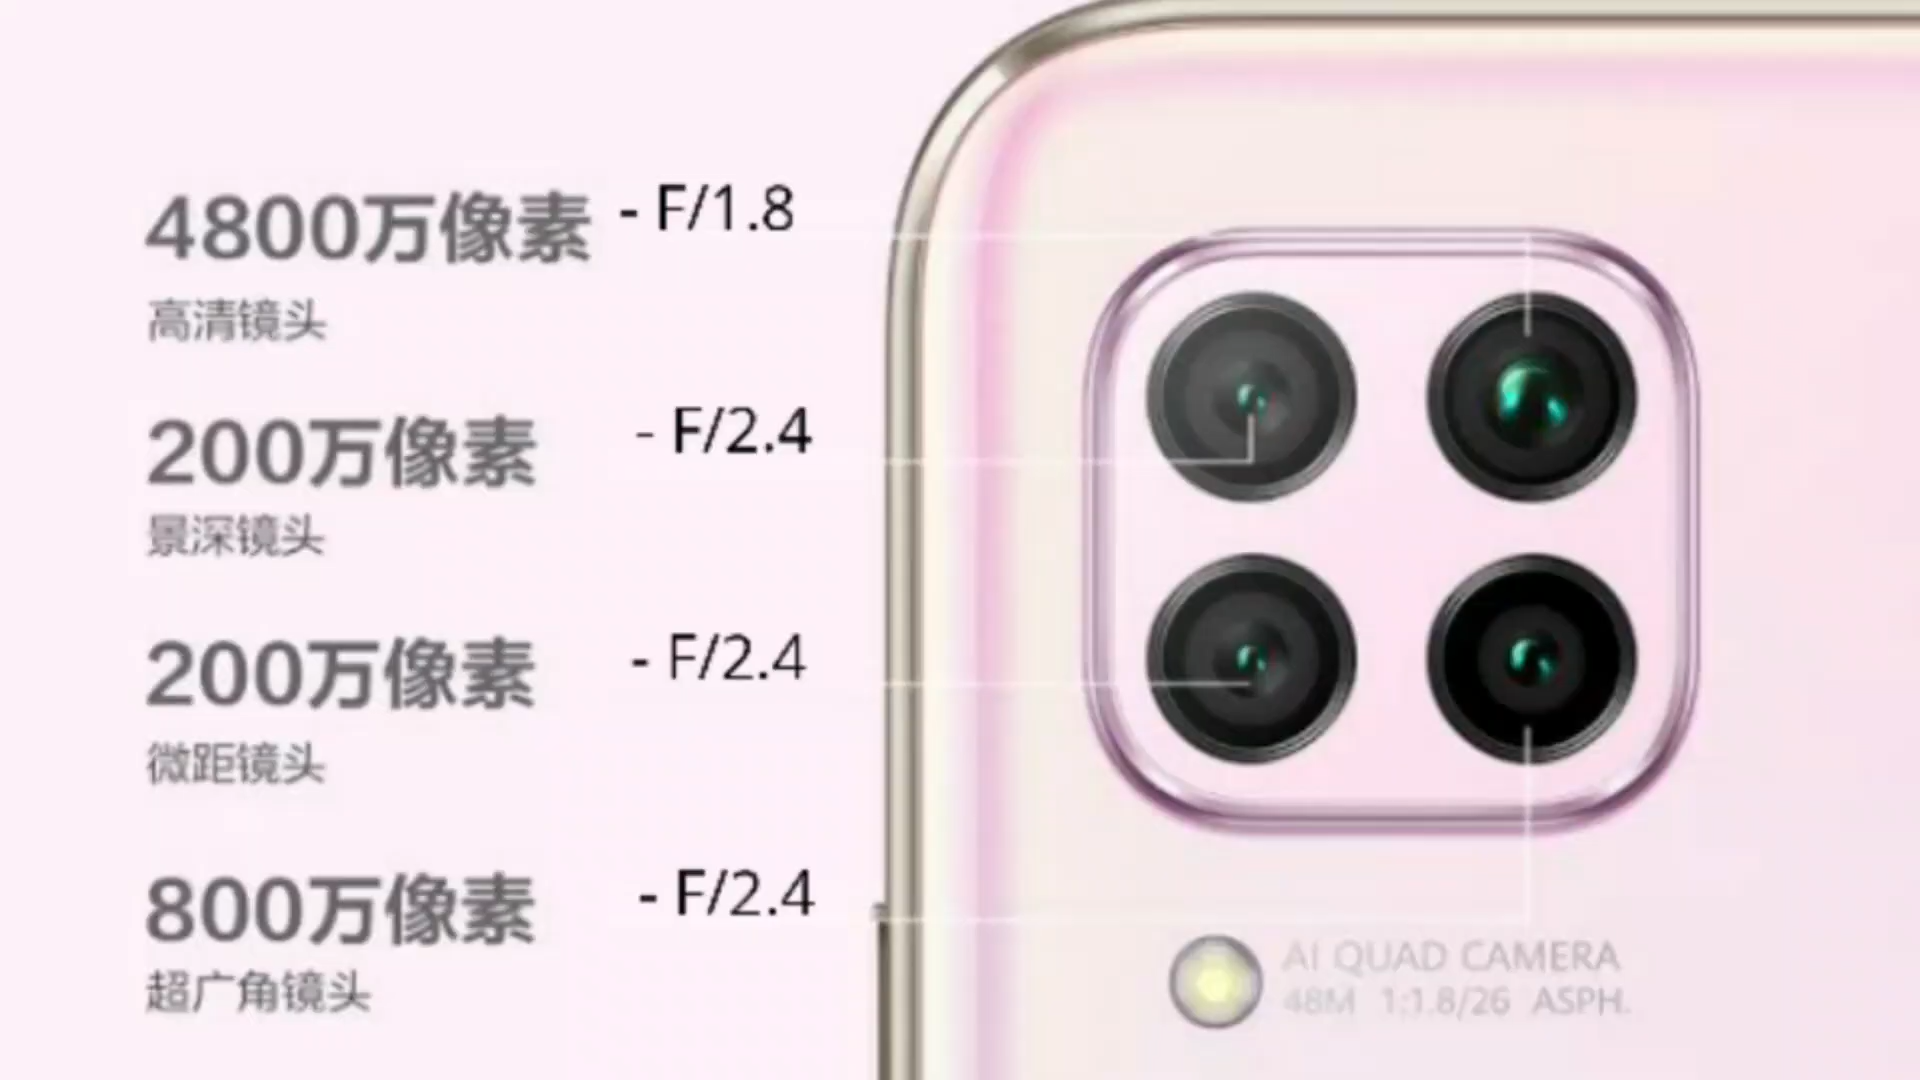 4800万像素 - F/1.8
高清镜头
200万像素 - F/2.4
景深镜头
200万像素 - F/2.4
微距镜头
800万像素 - F/2.4
超广角镜头
AI QUAD CAMERA
48M 1:1.8/26 ASPH.